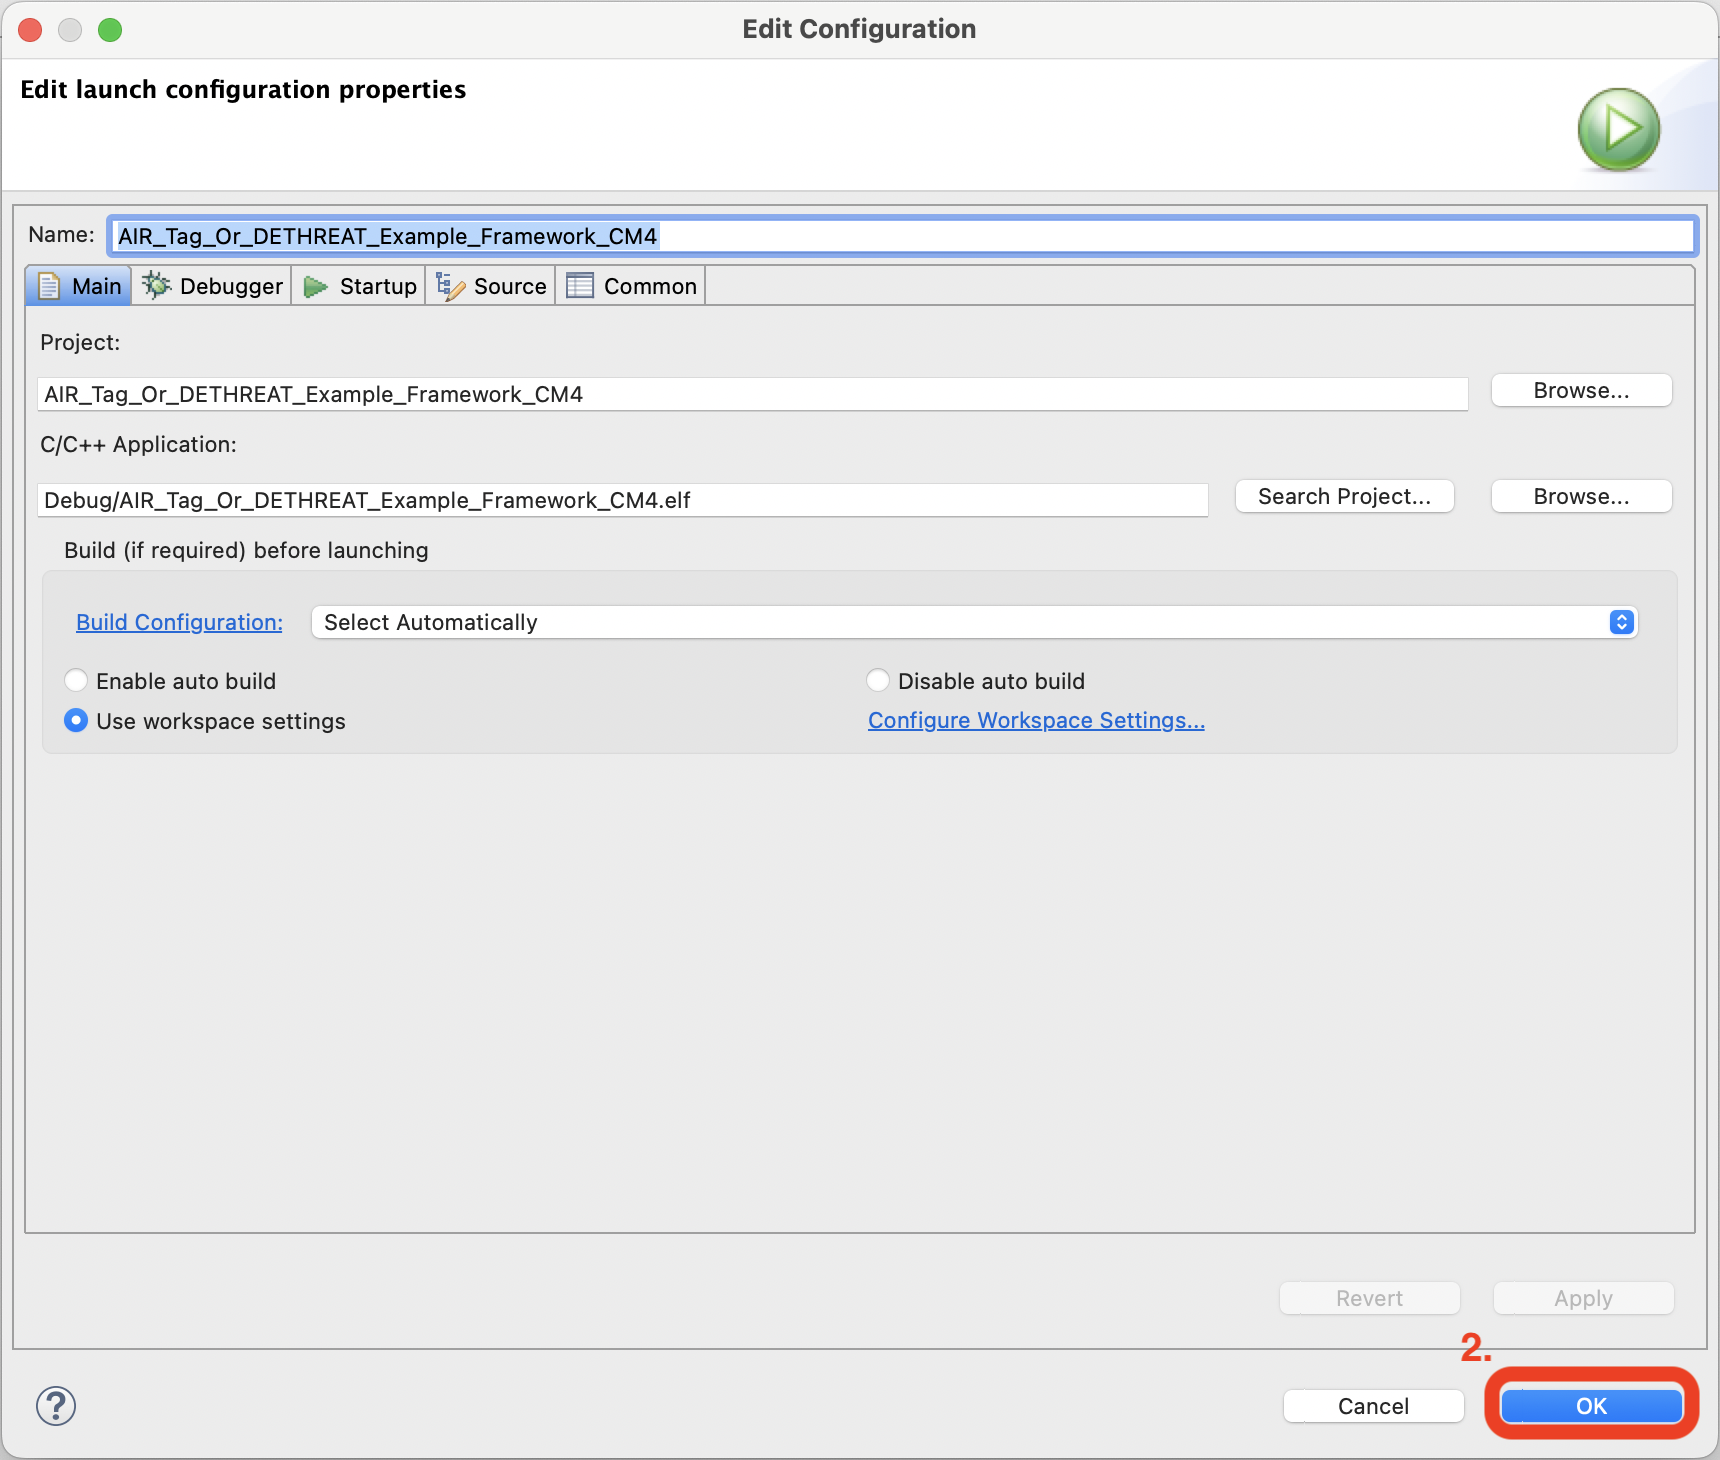 Edit Configuration
Edit launch configuration properties
Name: AIR_Tag_Or_DETHREAT_Example_Framework_CM4
Main Debugger Startup Source Common
Project:
AIR_Tag_Or_DETHREAT_Example_Framework_CM4 Browse...
C/C++ Application:
Debug/AIR_Tag_Or_DETHREAT_Example_Framework_CM4.elf Search Project... Browse...
Build (if required) before launching
Build Configuration: Select Automatically
Enable auto build Disable auto build
Use workspace settings Configure Workspace Settings...
Revert Apply
2.
? Cancel OK